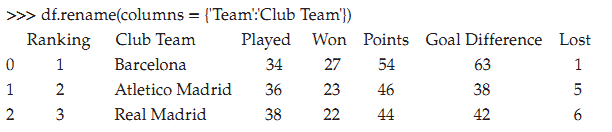 >>> df.rename(columns = {'Team':'Club Team'})
Ranking Club Team Played Won Points Goal Difference Lost
0 1 Barcelona 34 27 54 63 1
1 2 Atletico Madrid 36 23 46 38 5
2 3 Real Madrid 38 22 44 42 6